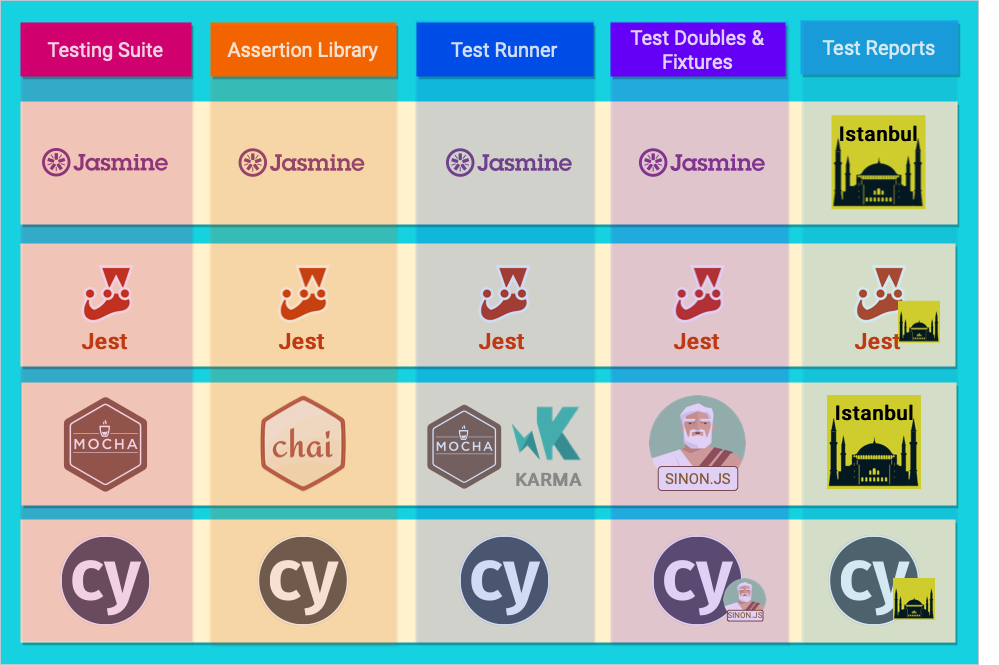 Testing Suite
Assertion Library
Test Runner
Test Doubles &
Fixtures
Test Reports
Jasmine
Jasmine
Jasmine
Jasmine
Istanbul
Jest
Jest
Jest
Jest
Jest
MOCHA
chai
MOCHA
KARMA
SINON.JS
Istanbul
cy
cy
cy
cy
SINON.JS
cy